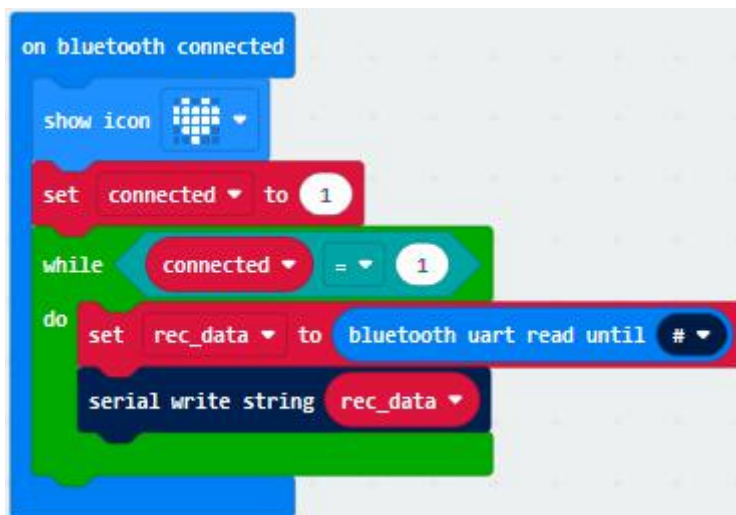 on bluetooth connected
show icon
set connected to 1
while connected = 1
do
set rec_data to bluetooth uart read until #
serial write string rec_data